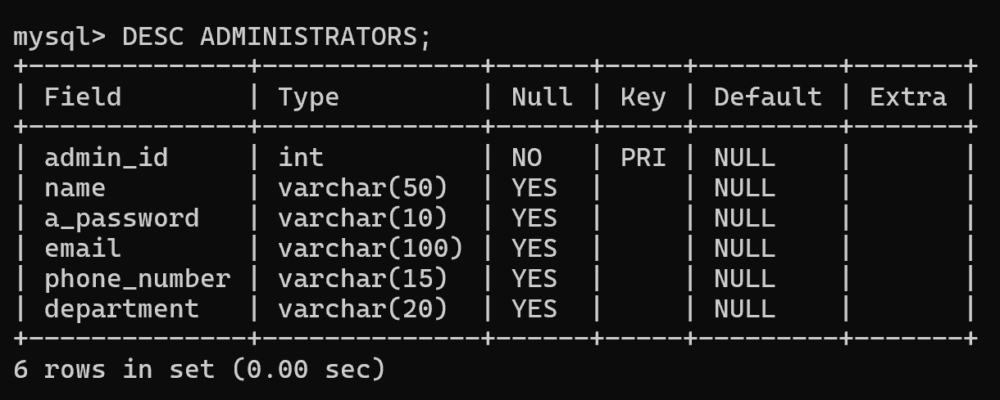 mysql> DESC ADMINISTRATORS;
+--------------+--------------+------+-----+---------+-------+
| Field        | Type         | Null | Key | Default | Extra |
+--------------+--------------+------+-----+---------+-------+
| admin_id     | int          | NO   | PRI | NULL    |       |
| name         | varchar(50)  | YES  |     | NULL    |       |
| a_password   | varchar(10)  | YES  |     | NULL    |       |
| email        | varchar(100) | YES  |     | NULL    |       |
| phone_number | varchar(15)  | YES  |     | NULL    |       |
| department   | varchar(20)  | YES  |     | NULL    |       |
+--------------+--------------+------+-----+---------+-------+
6 rows in set (0.00 sec)